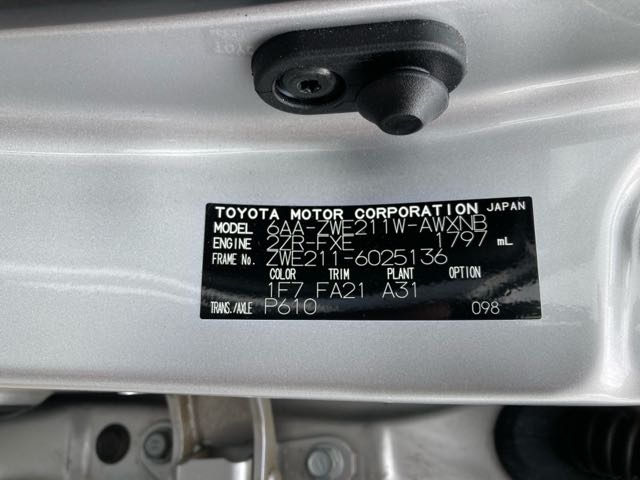 TOYOTA MOTOR CORPORATION JAPAN
MODEL 6AA-ZWE211W-AWXNB
ENGINE 2ZR-FXE 1797 mL
FRAME No. ZWE211-6025136
COLOR TRIM PLANT OPTION
1F7 FA21 A31
TRANS./AXLE P610 098